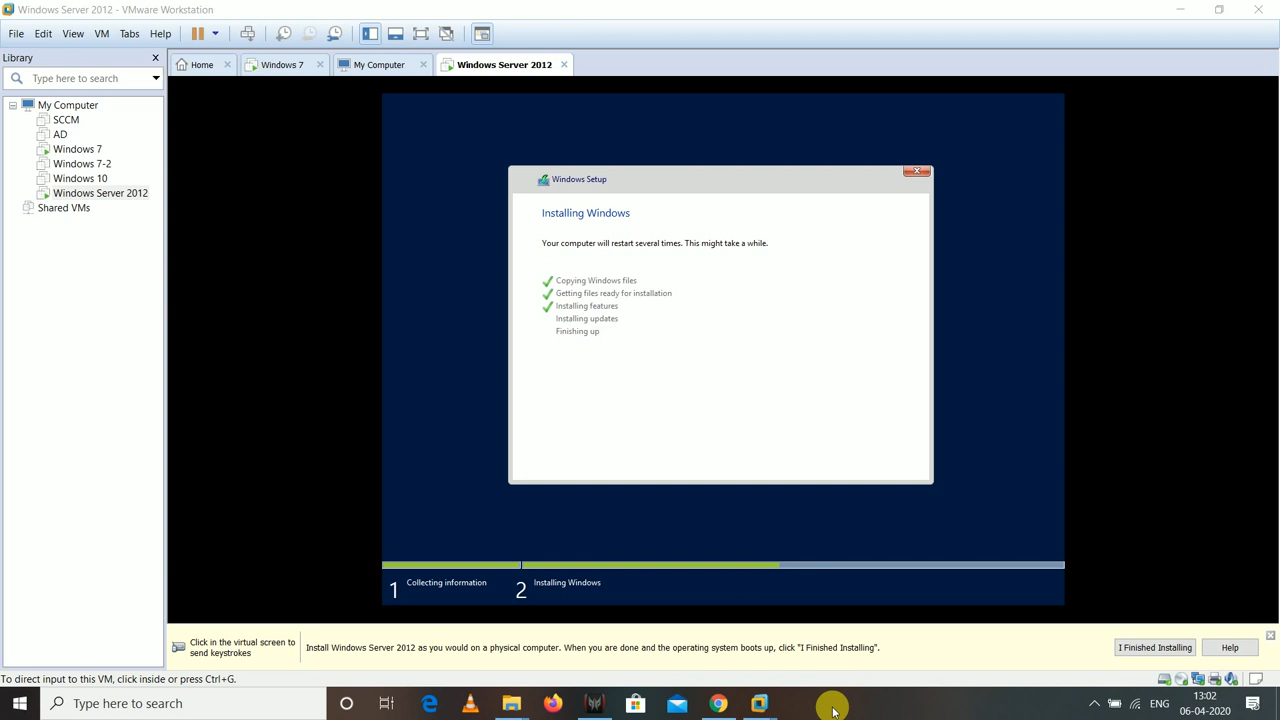 Windows Server 2012 - VMware Workstation
File Edit View VM Tabs Help
Library
Type here to search
Home
Windows 7
My Computer
Windows Server 2012
My Computer
SCCM
AD
Windows 7
Windows 7-2
Windows 10
Windows Server 2012
Shared VMs
Windows Setup
Installing Windows
Your computer will restart several times. This might take a while.
Copying Windows files
Getting files ready for installation
Installing features
Installing updates
Finishing up
1 Collecting information
2 Installing Windows
Click in the virtual screen to
send keystrokes
Install Windows Server 2012 as you would on a physical computer. When you are done and the operating system boots up, click "I Finished Installing".
I Finished Installing
Help
To direct input to this VM, click inside or press Ctrl+G.
Type here to search
ENG
13:02
06-04-2020